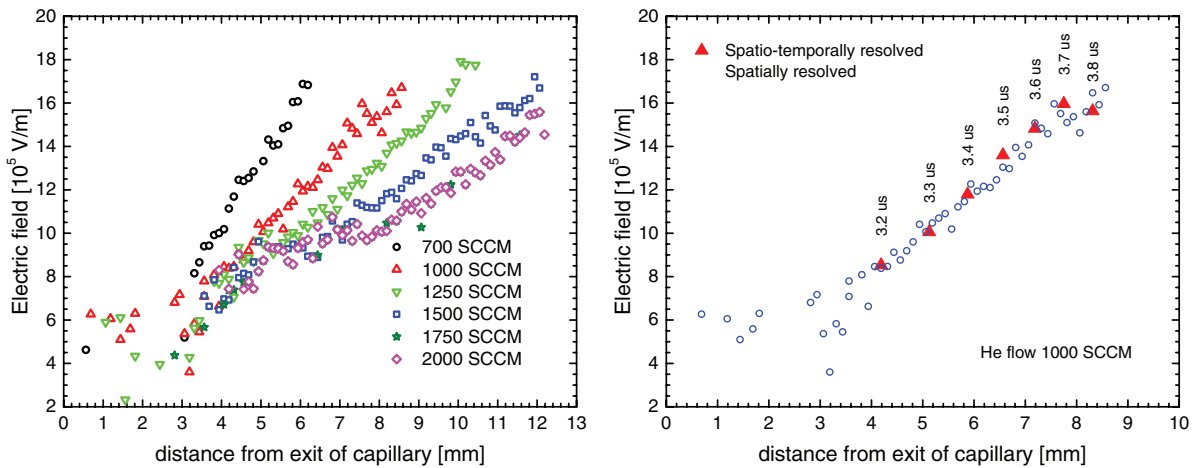 20
18
16
14
12
10
8
6
4
2
Electric field [10⁵ V/m]
700 SCCM
1000 SCCM
1250 SCCM
1500 SCCM
1750 SCCM
2000 SCCM
0 1 2 3 4 5 6 7 8 9 10 11 12 13
distance from exit of capillary [mm]
20
18
16
14
12
10
8
6
4
2
Electric field [10⁵ V/m]
Spatio-temporally resolved
Spatially resolved
3.2 us
3.3 us
3.4 us
3.5 us
3.6 us
3.7 us
3.8 us
He flow 1000 SCCM
0 1 2 3 4 5 6 7 8 9 10
distance from exit of capillary [mm]